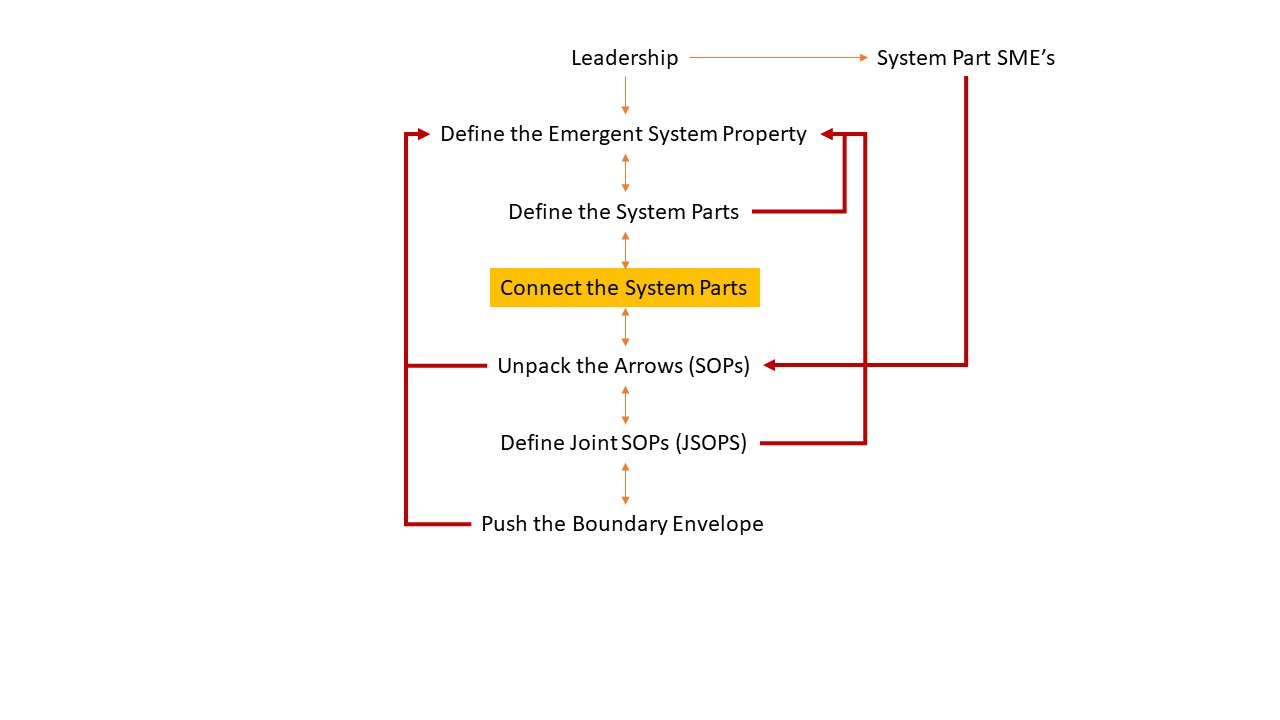 Leadership
System Part SME’s
Define the Emergent System Property
Define the System Parts
Connect the System Parts
Unpack the Arrows (SOPs)
Define Joint SOPs (JSOPS)
Push the Boundary Envelope